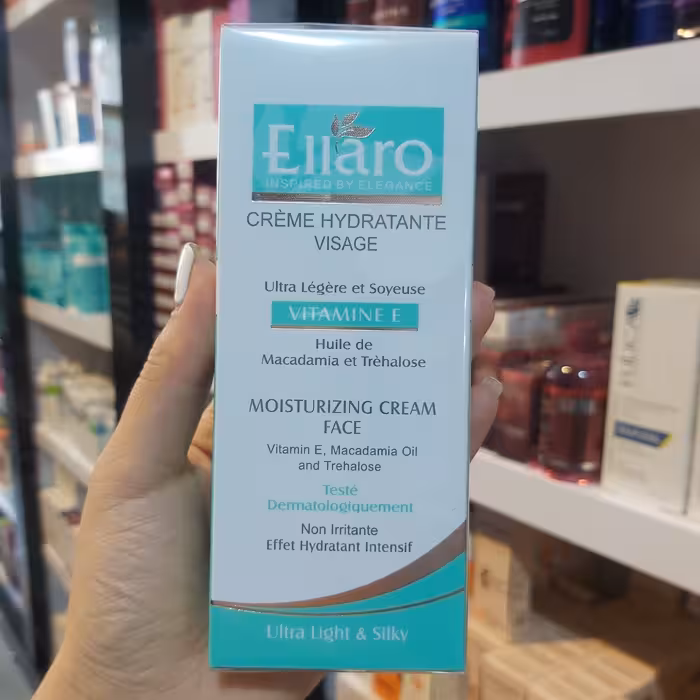 Ellaro
INSPIRED BY ELEGANCE
CRÈME HYDRATANTE
VISAGE
Ultra Légère et Soyeuse
VITAMINE E
Huile de
Macadamia et Trèhalose
MOISTURIZING CREAM
FACE
Vitamin E, Macadamia Oil
and Trehalose
Testé
Dermatologiquement
Non Irritante
Effet Hydratant Intensif
Ultra Light & Silky